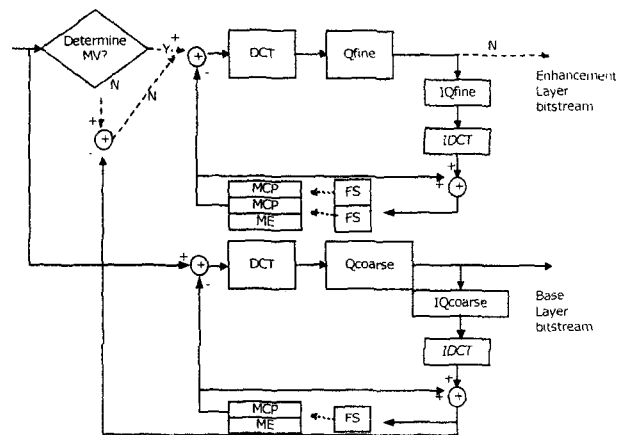 Determine
MV?
Y
+
N
N
+
-
+
-
DCT
Qfine
N
Enhancement
Layer
bitstream
IQfine
IDCT
+
+
+
MCP
FS
MCP
FS
ME
+
+
-
DCT
Qcoarse
IQcoarse
Base
Layer
bitstream
IDCT
+
+
+
MCP
FS
ME